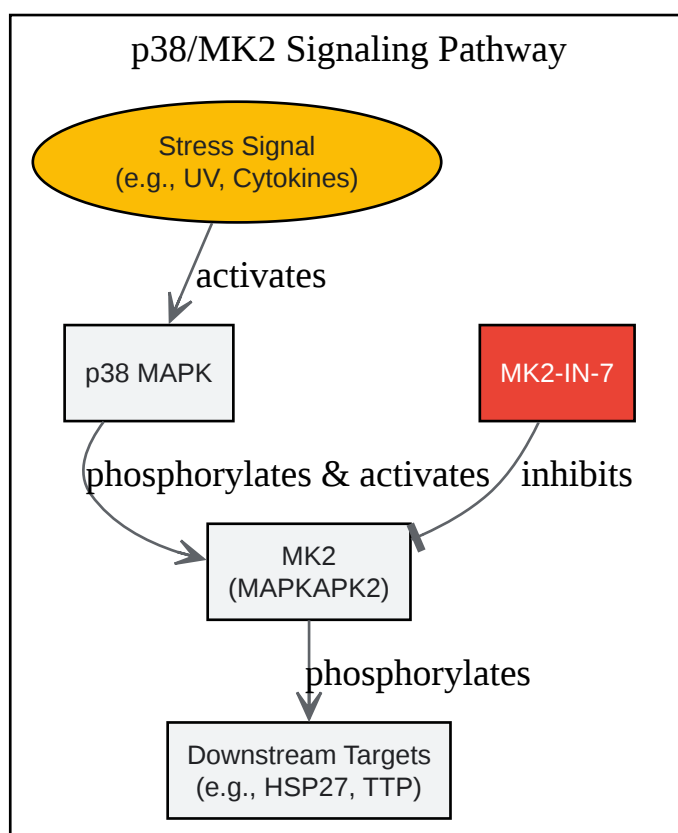 p38/MK2 Signaling Pathway
Stress Signal
(e.g., UV, Cytokines)
activates
p38 MAPK
MK2-IN-7
phosphorylates & activates
inhibits
MK2
(MAPKAPK2)
phosphorylates
Downstream Targets
(e.g., HSP27, TTP)